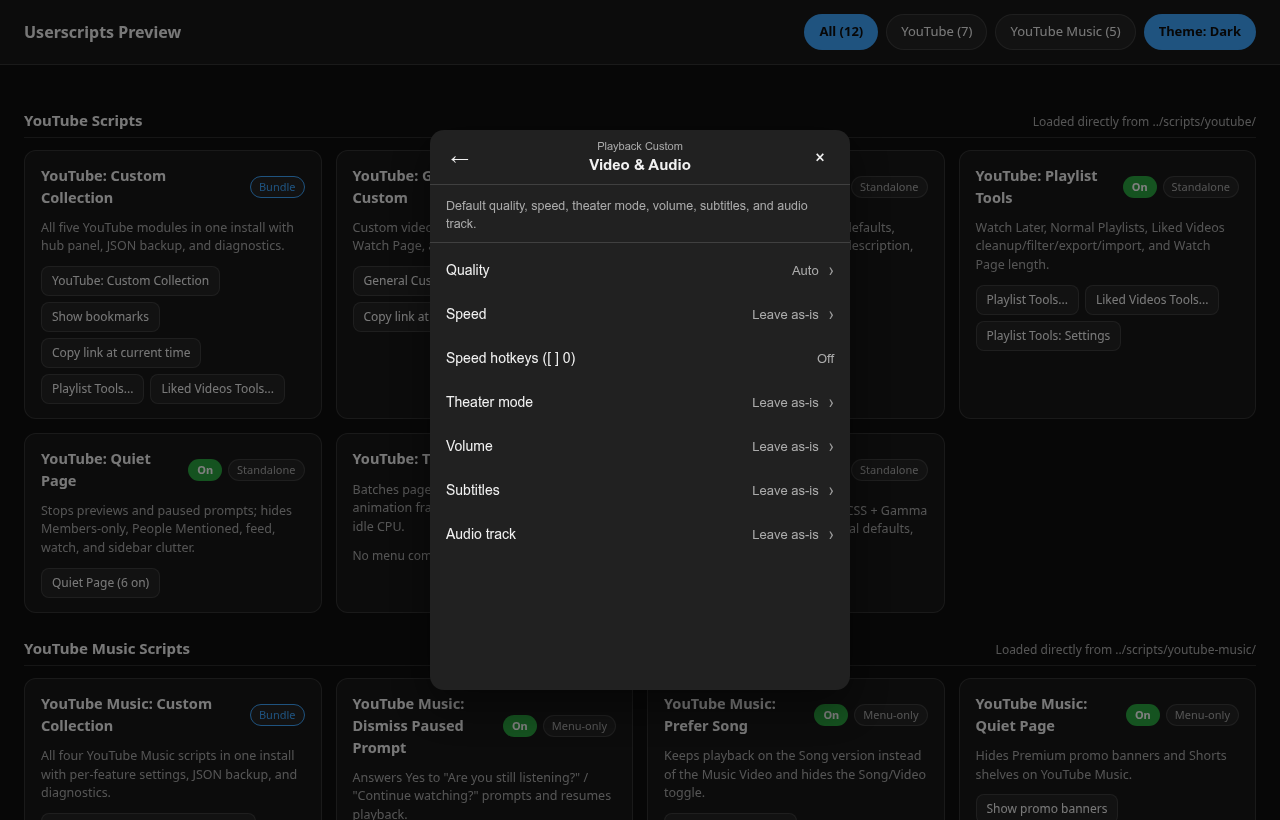 Userscripts Preview
All (12)
YouTube (7)
YouTube Music (5)
Theme: Dark
YouTube Scripts
Loaded directly from ../scripts/youtube/
YouTube: Custom
Collection
Bundle
All five YouTube modules in one install with
hub panel, JSON backup, and diagnostics.
YouTube: Custom Collection
Show bookmarks
Copy link at current time
Playlist Tools...
Liked Videos Tools...
YouTube: G
Custom
Custom videc
Watch Page, a
General Cus
Copy link at
Standalone
efaults,
escription,
YouTube: Playlist
Tools
On
Standalone
Watch Later, Normal Playlists, Liked Videos
cleanup/filter/export/import, and Watch
Page length.
Playlist Tools...
Liked Videos Tools...
Playlist Tools: Settings
Playback Custom
←
Video & Audio
×
Default quality, speed, theater mode, volume, subtitles, and audio
track.
Quality
Auto ›
Speed
Leave as-is ›
Speed hotkeys ([ ] 0)
Off
Theater mode
Leave as-is ›
Volume
Leave as-is ›
Subtitles
Leave as-is ›
Audio track
Leave as-is ›
YouTube: Quiet
Page
On
Standalone
Stops previews and paused prompts; hides
Members-only, People Mentioned, feed,
watch, and sidebar clutter.
Quiet Page (6 on)
YouTube: T
Batches page
animation fra
idle CPU.
No menu com
Standalone
CSS + Gamma
al defaults,
YouTube Music Scripts
Loaded directly from ../scripts/youtube-music/
YouTube Music: Custom
Collection
Bundle
All four YouTube Music scripts in one install
with per-feature settings, JSON backup, and
diagnostics.
YouTube Music:
Dismiss Paused
Prompt
On
Menu-only
Answers Yes to "Are you still listening?" /
"Continue watching?" prompts and resumes
playback.
YouTube Music:
Prefer Song
On
Menu-only
Keeps playback on the Song version instead
of the Music Video and hides the Song/Video
toggle.
YouTube Music:
Quiet Page
On
Menu-only
Hides Premium promo banners and Shorts
shelves on YouTube Music.
Show promo banners